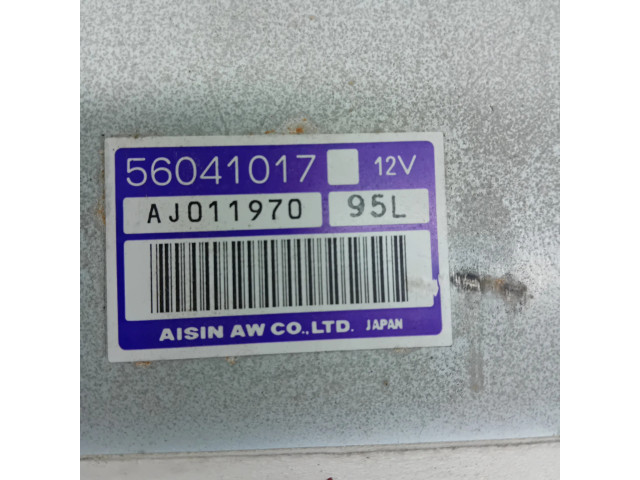 56041017 12V
AJ011970 95L
AISIN AW CO.,LTD. JAPAN